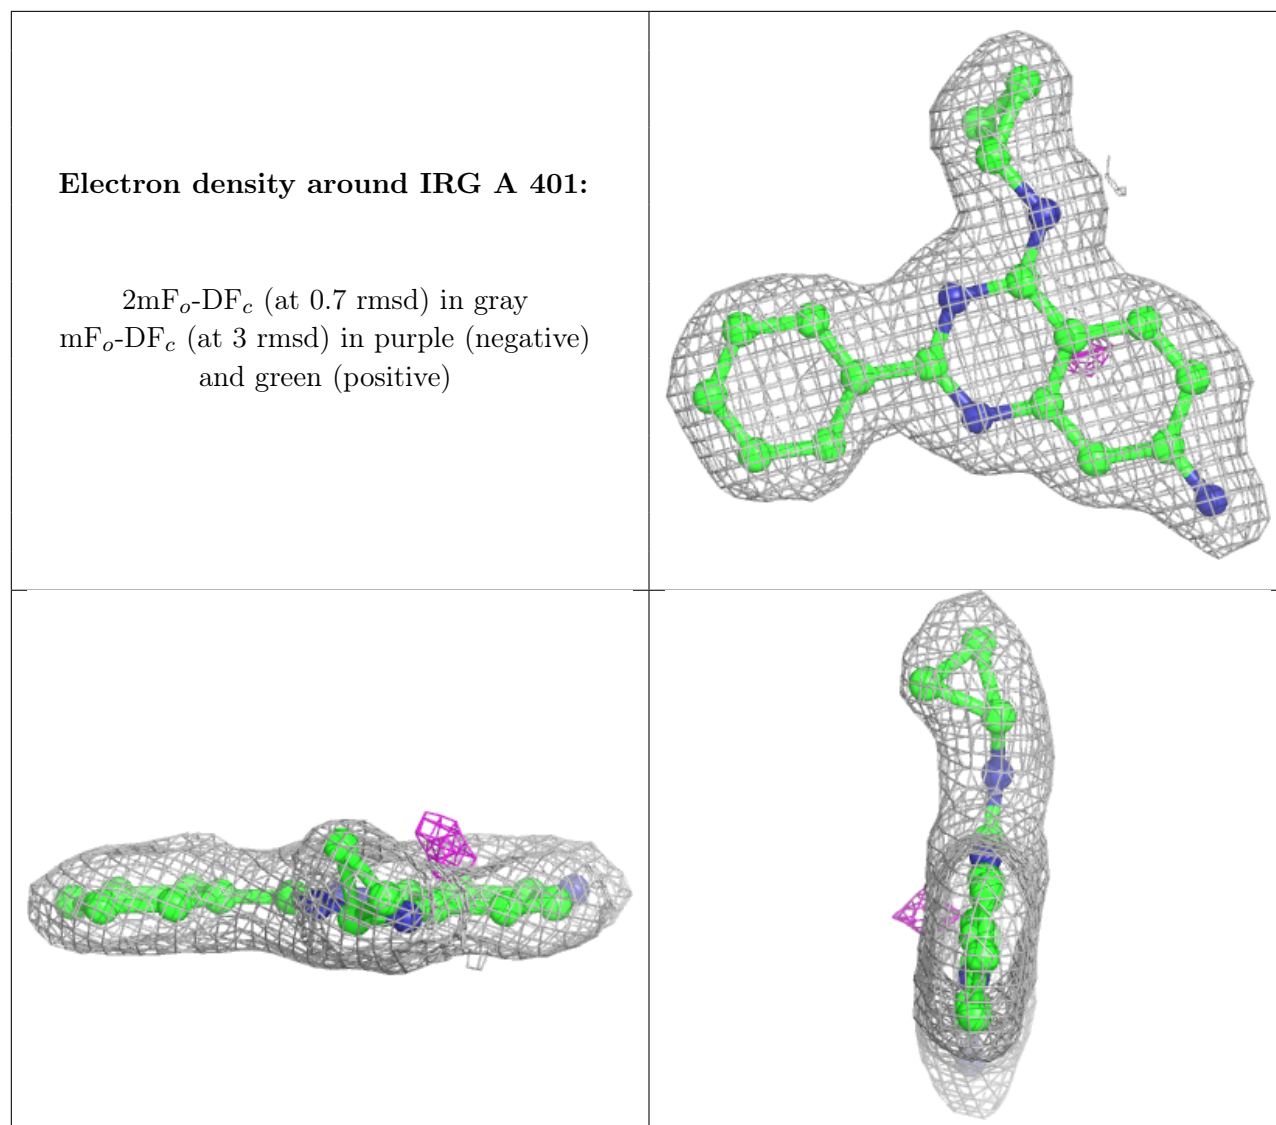 Electron density around IRG A 401:
2mFo-DFc (at 0.7 rmsd) in gray
mFo-DFc (at 3 rmsd) in purple (negative)
and green (positive)